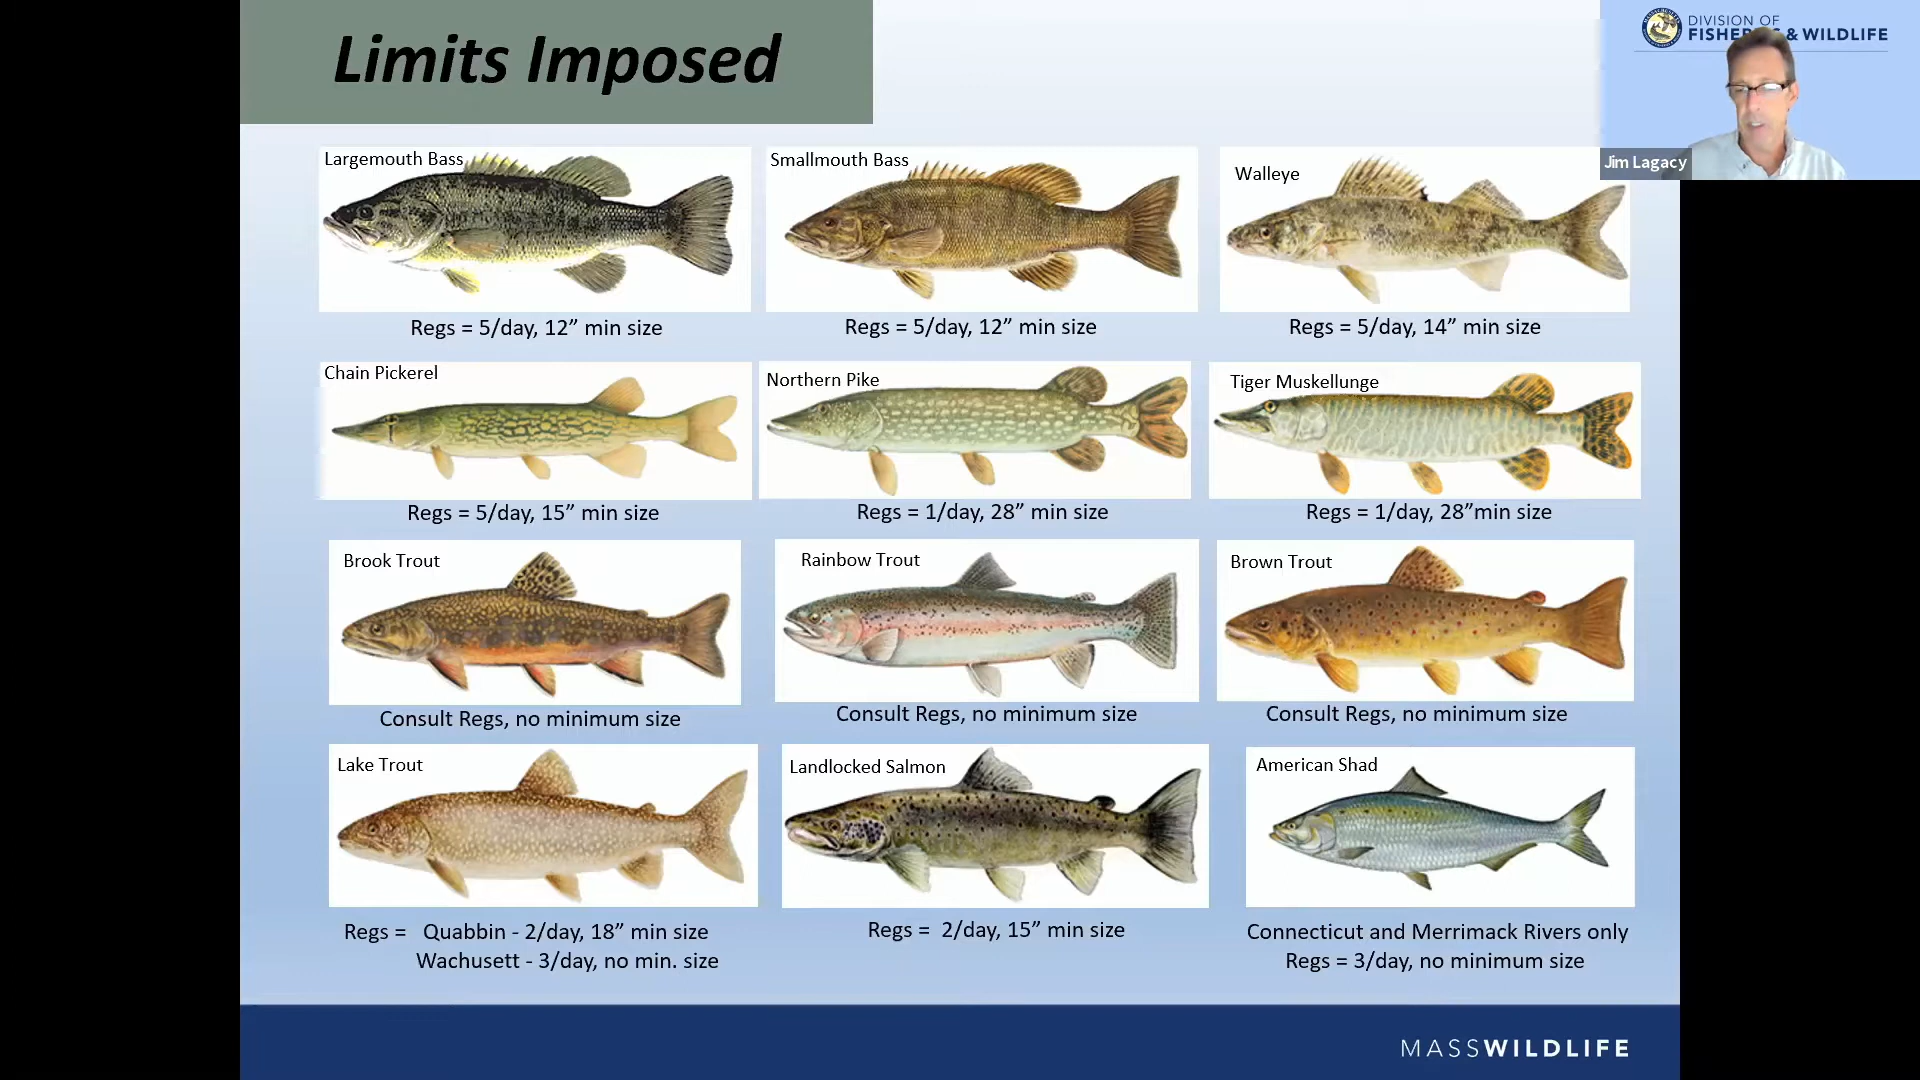 Limits Imposed
DIVISION OF
FISHERIES & WILDLIFE
Jim Lagacy
Largemouth Bass
Smallmouth Bass
Walleye
Regs = 5/day, 12” min size
Regs = 5/day, 12” min size
Regs = 5/day, 14” min size
Chain Pickerel
Northern Pike
Tiger Muskellunge
Regs = 5/day, 15” min size
Regs = 1/day, 28” min size
Regs = 1/day, 28”min size
Brook Trout
Rainbow Trout
Brown Trout
Consult Regs, no minimum size
Consult Regs, no minimum size
Consult Regs, no minimum size
Lake Trout
Landlocked Salmon
American Shad
Regs = Quabbin - 2/day, 18” min size
Wachusett - 3/day, no min. size
Regs = 2/day, 15” min size
Connecticut and Merrimack Rivers only
Regs = 3/day, no minimum size
MASSWILDLIFE